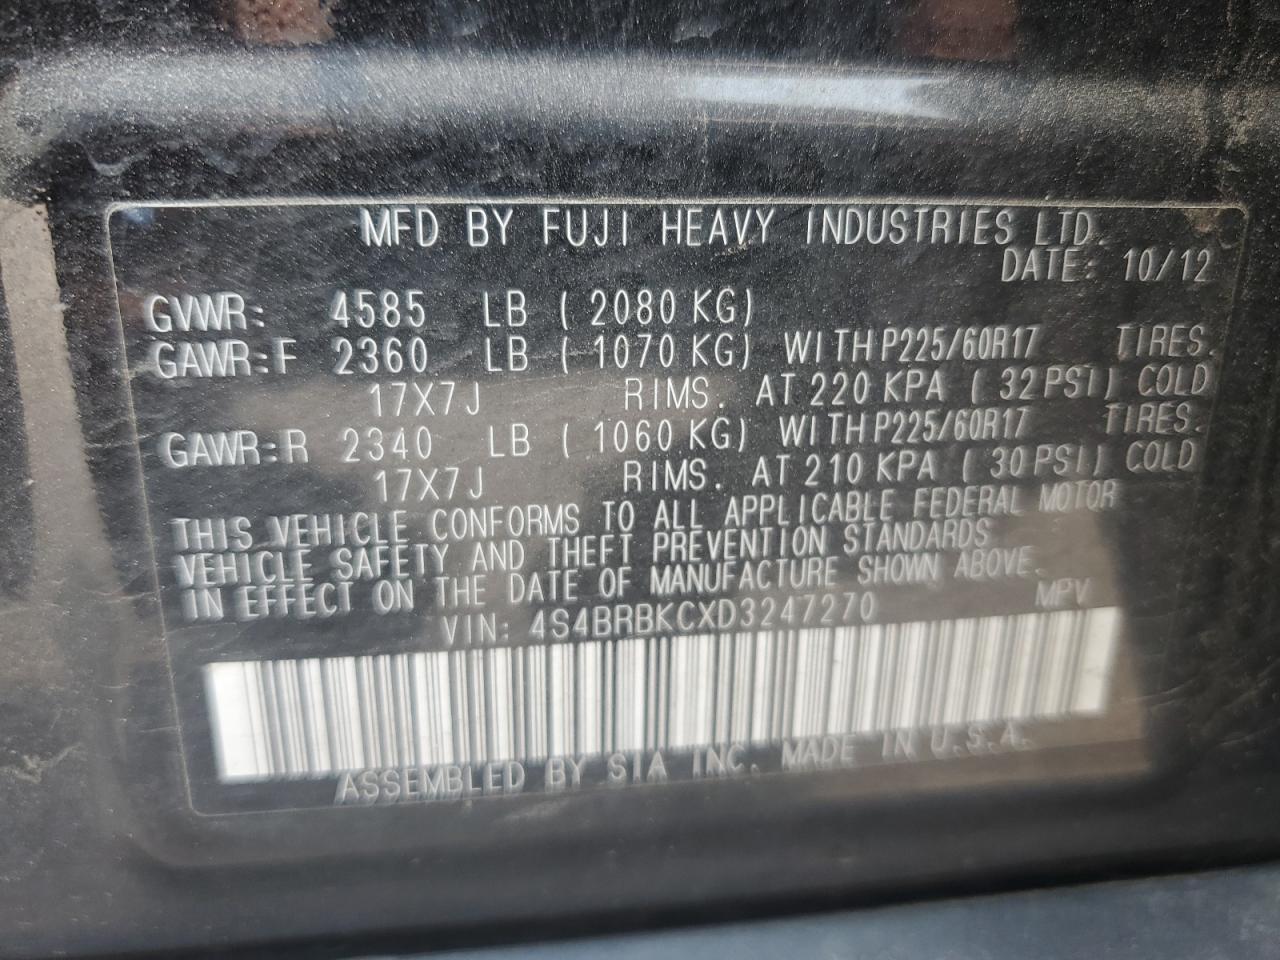 MFD BY FUJI HEAVY INDUSTRIES LTD.
DATE: 10/12
GVWR: 4585 LB ( 2080 KG)
GAWR:F 2360 LB ( 1070 KG) WITH P225/60R17 TIRES.
17X7J RIMS. AT 220 KPA ( 32 PSI) COLD
GAWR:R 2340 LB ( 1060 KG) WITH P225/60R17 TIRES.
17X7J RIMS. AT 210 KPA ( 30 PSI) COLD
THIS VEHICLE CONFORMS TO ALL APPLICABLE FEDERAL MOTOR
VEHICLE SAFETY AND THEFT PREVENTION STANDARDS
IN EFFECT ON THE DATE OF MANUFACTURE SHOWN ABOVE.
VIN: 4S4BRBKCXD3247270 MPV
ASSEMBLED BY SIA INC. MADE IN U.S.A.